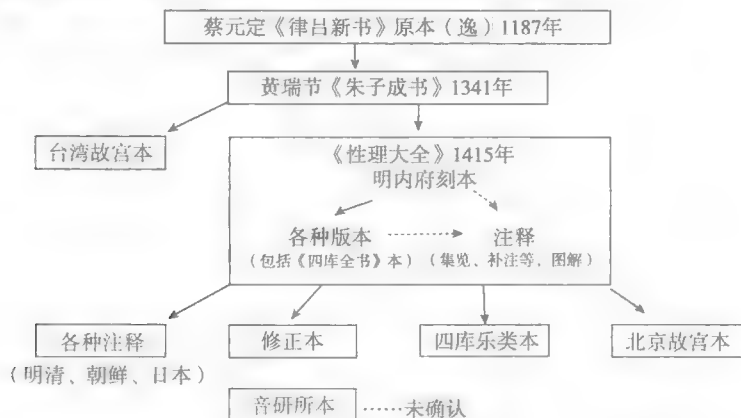 蔡元定《律吕新书》原本（逸）1187年
黄瑞节《朱子成书》1341年
台湾故宫本
《性理大全》1415年
明内府刻本
各种版本
注释
（包括《四库全书》本）
（集览、补注等，图解）
各种注释
修正本
四库乐类本
北京故宫本
（明清、朝鲜、日本）
音研所本
……未确认